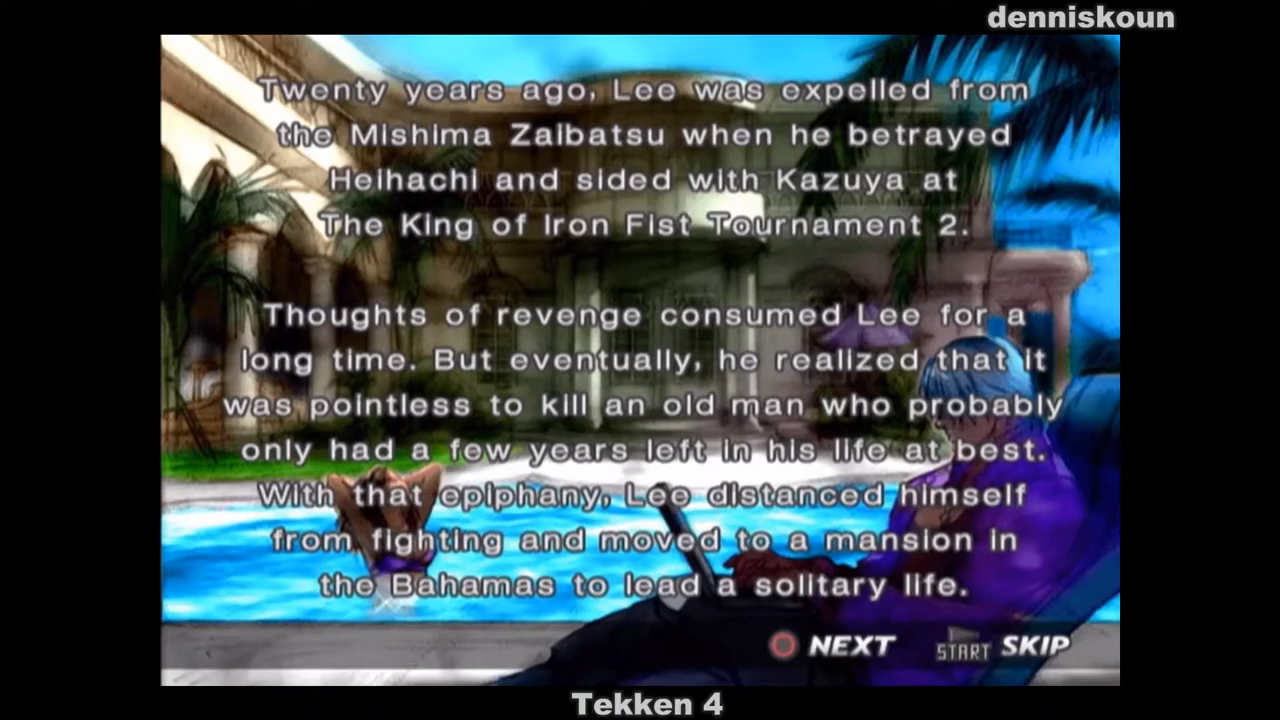 denniskoun
Twenty years ago, Lee was expelled from
the Mishima Zaibatsu when he betrayed
Heihachi and sided with Kazuya at
The King of Iron Fist Tournament 2.
Thoughts of revenge consumed Lee for a
long time. But eventually, he realized that it
was pointless to kill an old man who probably
only had a few years left in his life at best.
With that epiphany, Lee distanced himself
from fighting and moved to a mansion in
the Bahamas to lead a solitary life.
NEXT START SKIP
Tekken 4